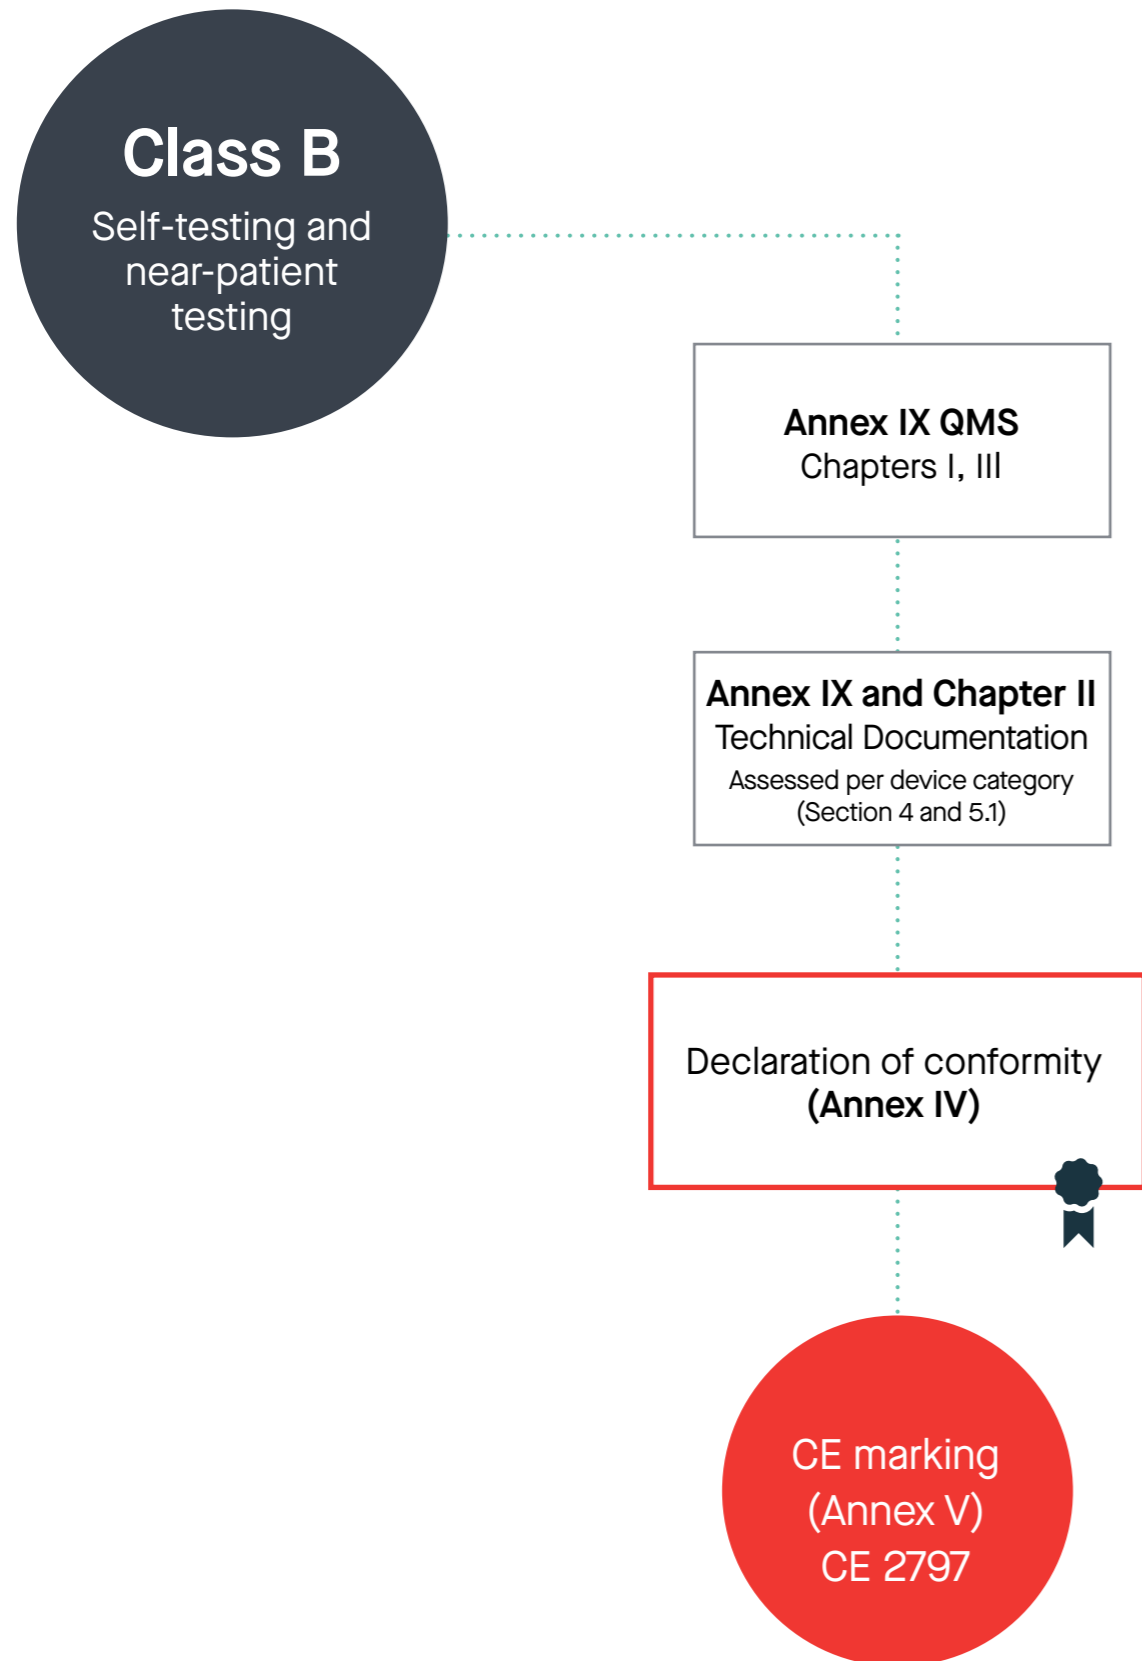 Class B
Self-testing and
near-patient
testing
Annex IX QMS
Chapters I, III
Annex IX and Chapter II
Technical Documentation
Assessed per device category
(Section 4 and 5.1)
Declaration of conformity
(Annex IV)
CE marking
(Annex V)
CE 2797